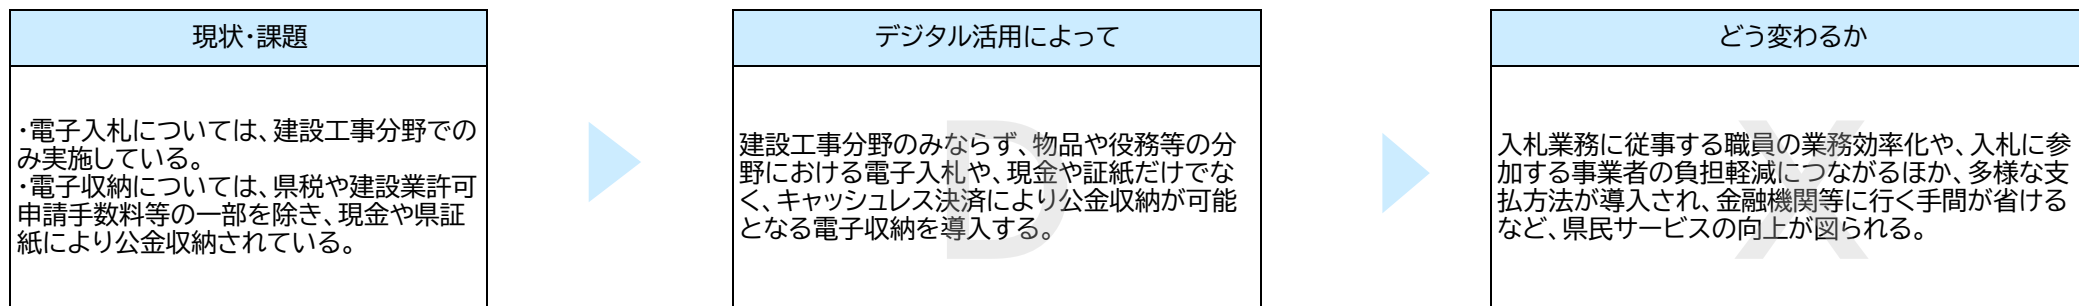 現状・課題
・電子入札については、建設工事分野での
み実施している。
・電子収納については、県税や建設業許可
申請手数料等の一部を除き、現金や県証
紙により公金収納されている。
デジタル活用によって
建設工事分野のみならず、物品や役務等の分
野における電子入札や、現金や証紙だけでな
く、キャッシュレス決済により公金収納が可能
となる電子収納を導入する。
D
どう変わるか
入札業務に従事する職員の業務効率化や、入札に参
加する事業者の負担軽減につながるほか、多様な支
払方法が導入され、金融機関等に行く手間が省ける
など、県民サービスの向上が図られる。
X